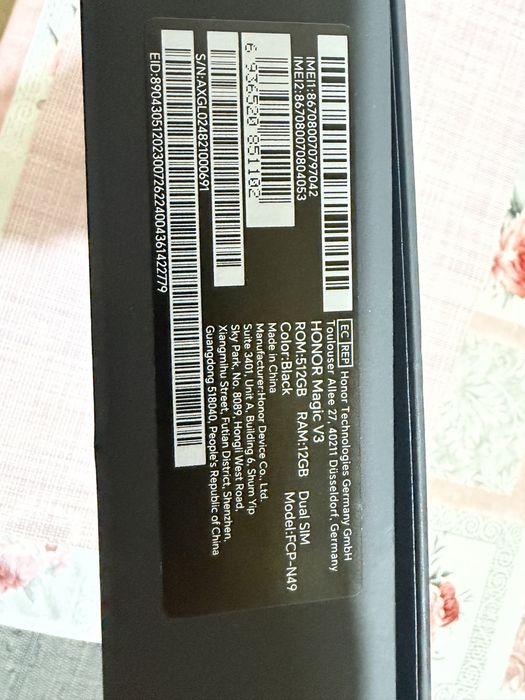 IMEI1:867080070797042
IMEI2:867080070804053
6 936520 851102
S/N:AXGL024821000691
EID:89043051202300726224004361422779
EC REP Honor Technologies Germany GmbH
Toulouser Allee 27, 40211 Düsseldorf, Germany
HONOR Magic V3 Dual SIM
ROM:512GB RAM:12GB Model:FCP-N49
Color:Black
Made in China
Manufacturer:Honor Device Co., Ltd.
Suite 3401, Unit A, Building 6, Shum Yip
Sky Park, No. 8089, Hongli West Road,
Xiangmihu Street, Futian District, Shenzhen,
Guangdong 518040, People's Republic of China